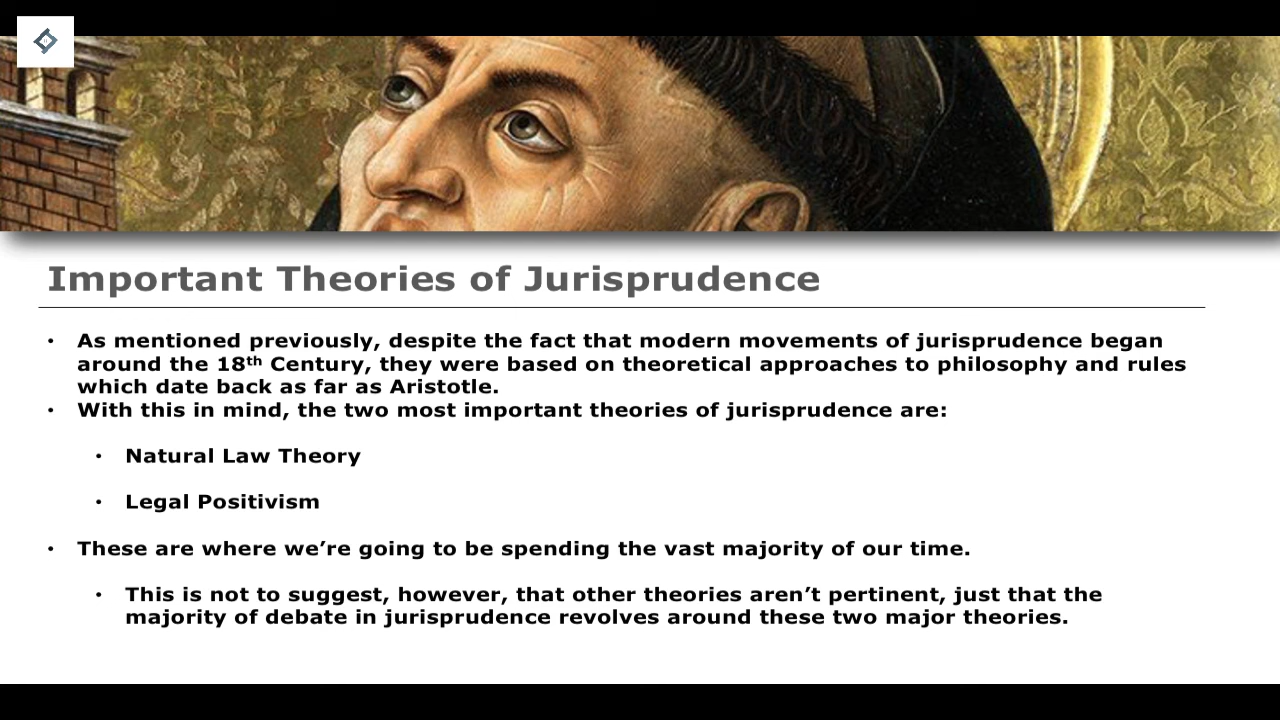 Important Theories of Jurisprudence
• As mentioned previously, despite the fact that modern movements of jurisprudence began
around the 18th Century, they were based on theoretical approaches to philosophy and rules
which date back as far as Aristotle.
• With this in mind, the two most important theories of jurisprudence are:
• Natural Law Theory
• Legal Positivism
• These are where we’re going to be spending the vast majority of our time.
• This is not to suggest, however, that other theories aren’t pertinent, just that the
majority of debate in jurisprudence revolves around these two major theories.